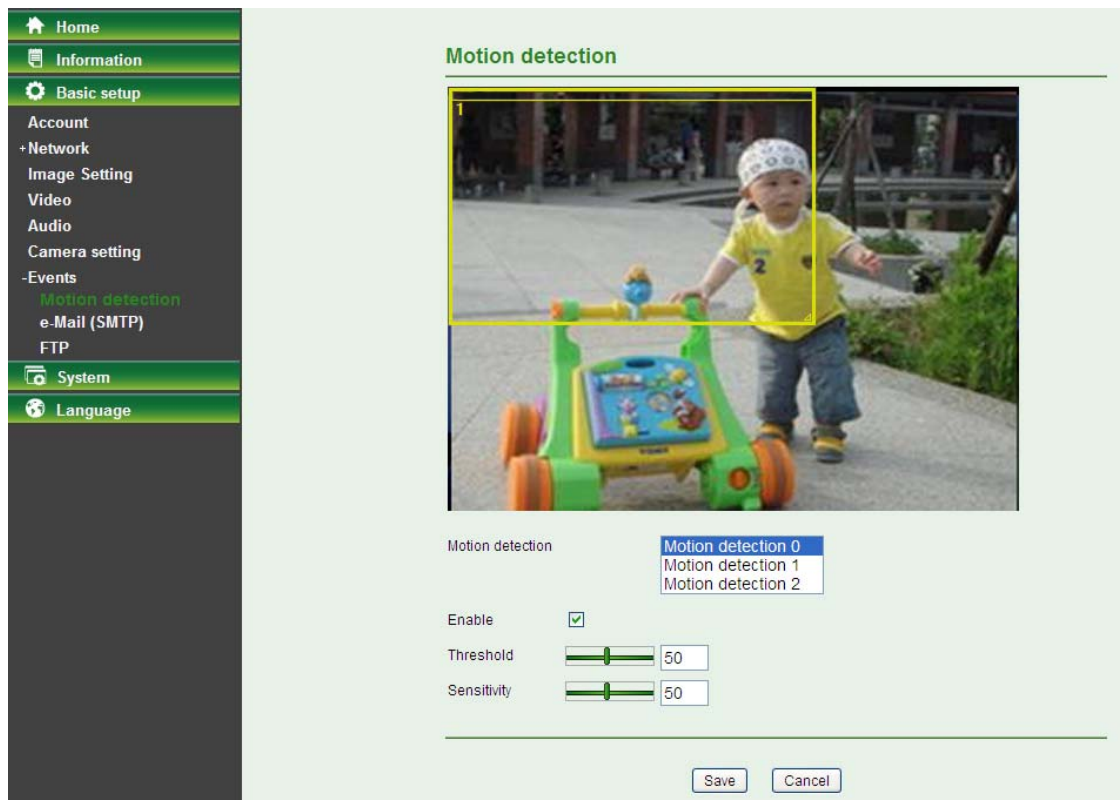 Home
Information
Basic setup
Account
+Network
Image Setting
Video
Audio
Camera setting
-Events
Motion detection
e-Mail (SMTP)
FTP
System
Language
Motion detection
1
2
Motion detection
Motion detection 0
Motion detection 1
Motion detection 2
Enable
Threshold
50
Sensitivity
50
Save
Cancel